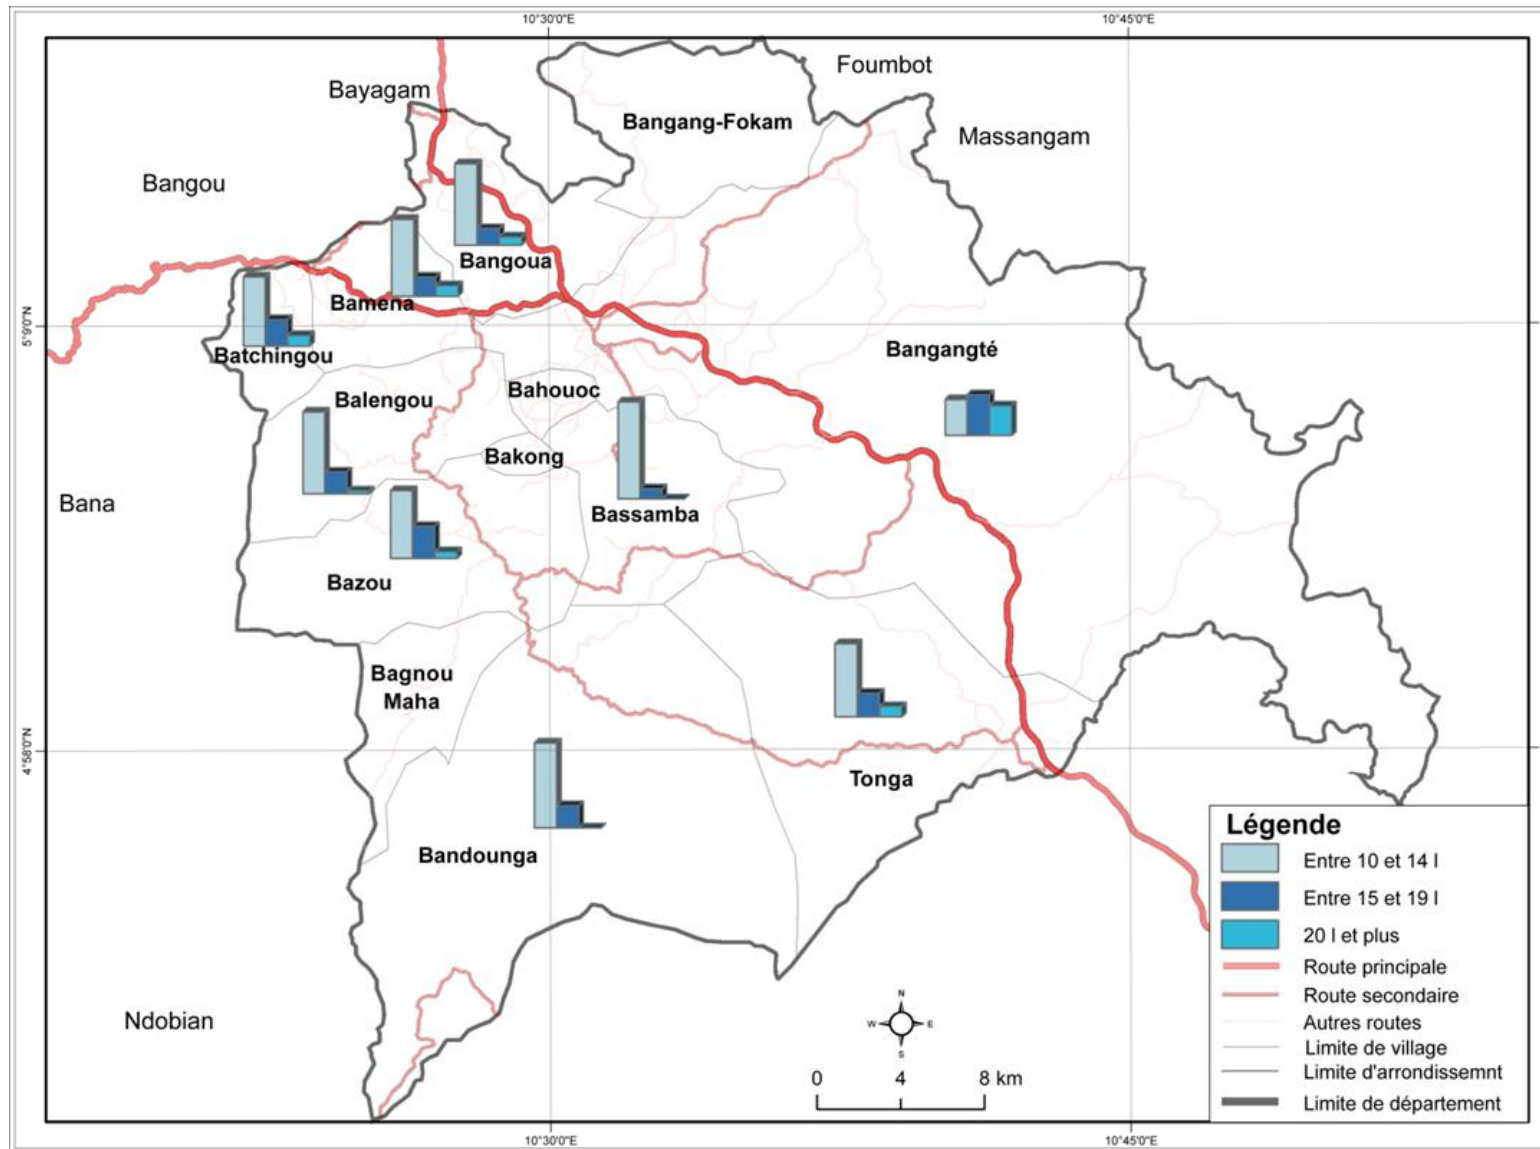 10°30'0"E
10°45'0"E
Foumbot
Bayagam
Bangang-Fokam
Massangam
Bangou
Bangoua
Bamena
5°9'0"N
Batchingou
Bangangté
Bahouoc
Balengou
Bakong
Bana
Bassamba
Bazou
Bagnou
Maha
4°58'0"N
Tonga
Bandounga
Ndobian
N
W
E
S
0
4
8 km
Légende
Entre 10 et 14 l
Entre 15 et 19 l
20 l et plus
Route principale
Route secondaire
Autres routes
Limite de village
Limite d'arrondissemnt
Limite de département
10°30'0"E
10°45'0"E